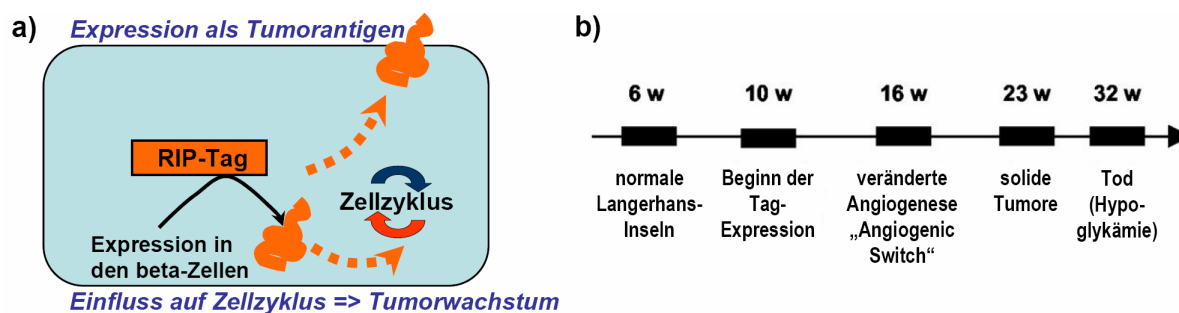 a)
Expression als Tumorantigen
RIP-Tag
Zellzyklus
Expression in
den beta-Zellen
Einfluss auf Zellzyklus => Tumorwachstum
b)
6 w
10 w
16 w
23 w
32 w
normale
Langerhans-
Inseln
Beginn der
Tag-
Expression
veränderte
Angiogenese
„Angiogenic
Switch“
solide
Tumore
Tod
(Hypo-
glykämie)